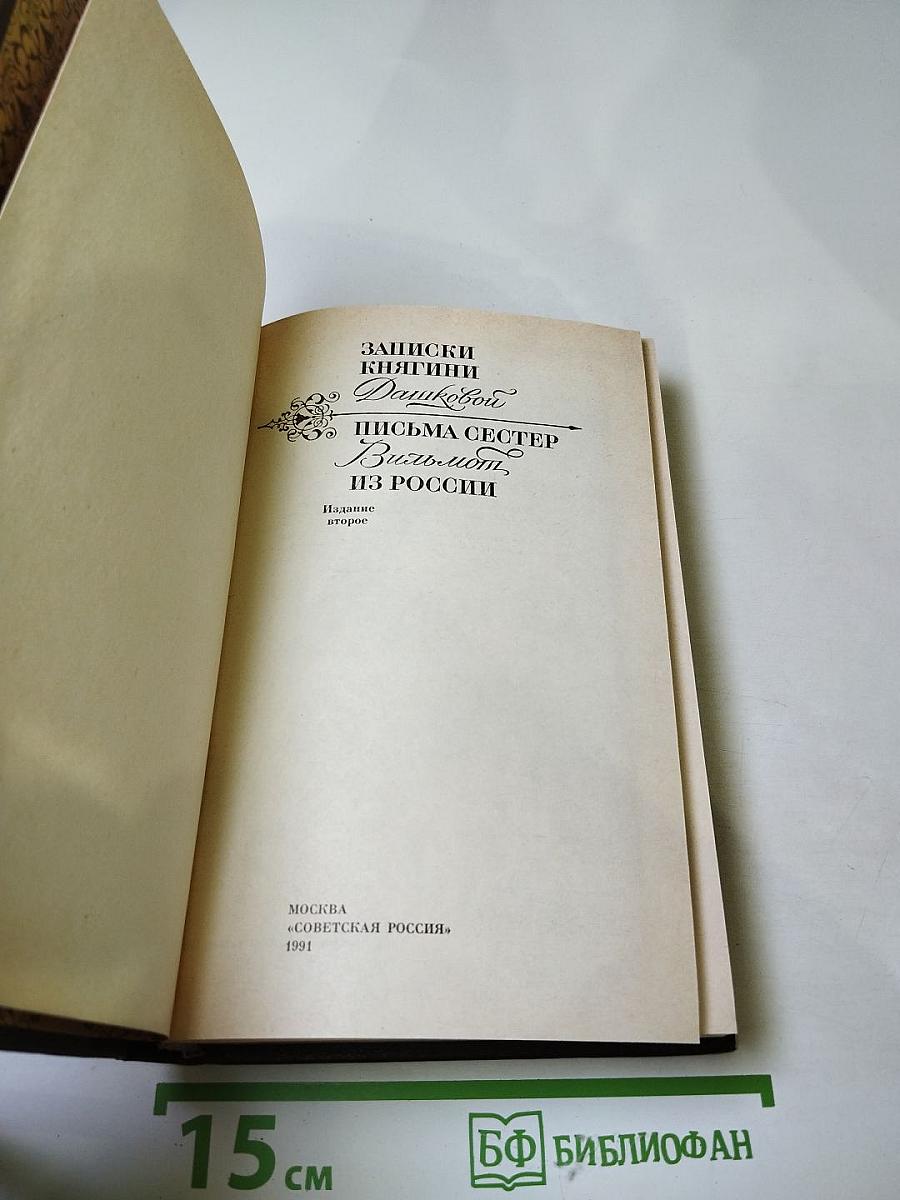 ЗАПИСКИ
КНЯГИНИ
Дашковой
ПИСЬМА СЕСТЕР
Вильмот
ИЗ РОССИИ
Издание
второе
МОСКВА
«СОВЕТСКАЯ РОССИЯ»
1991
15 см
БФ БИБЛИОФАН